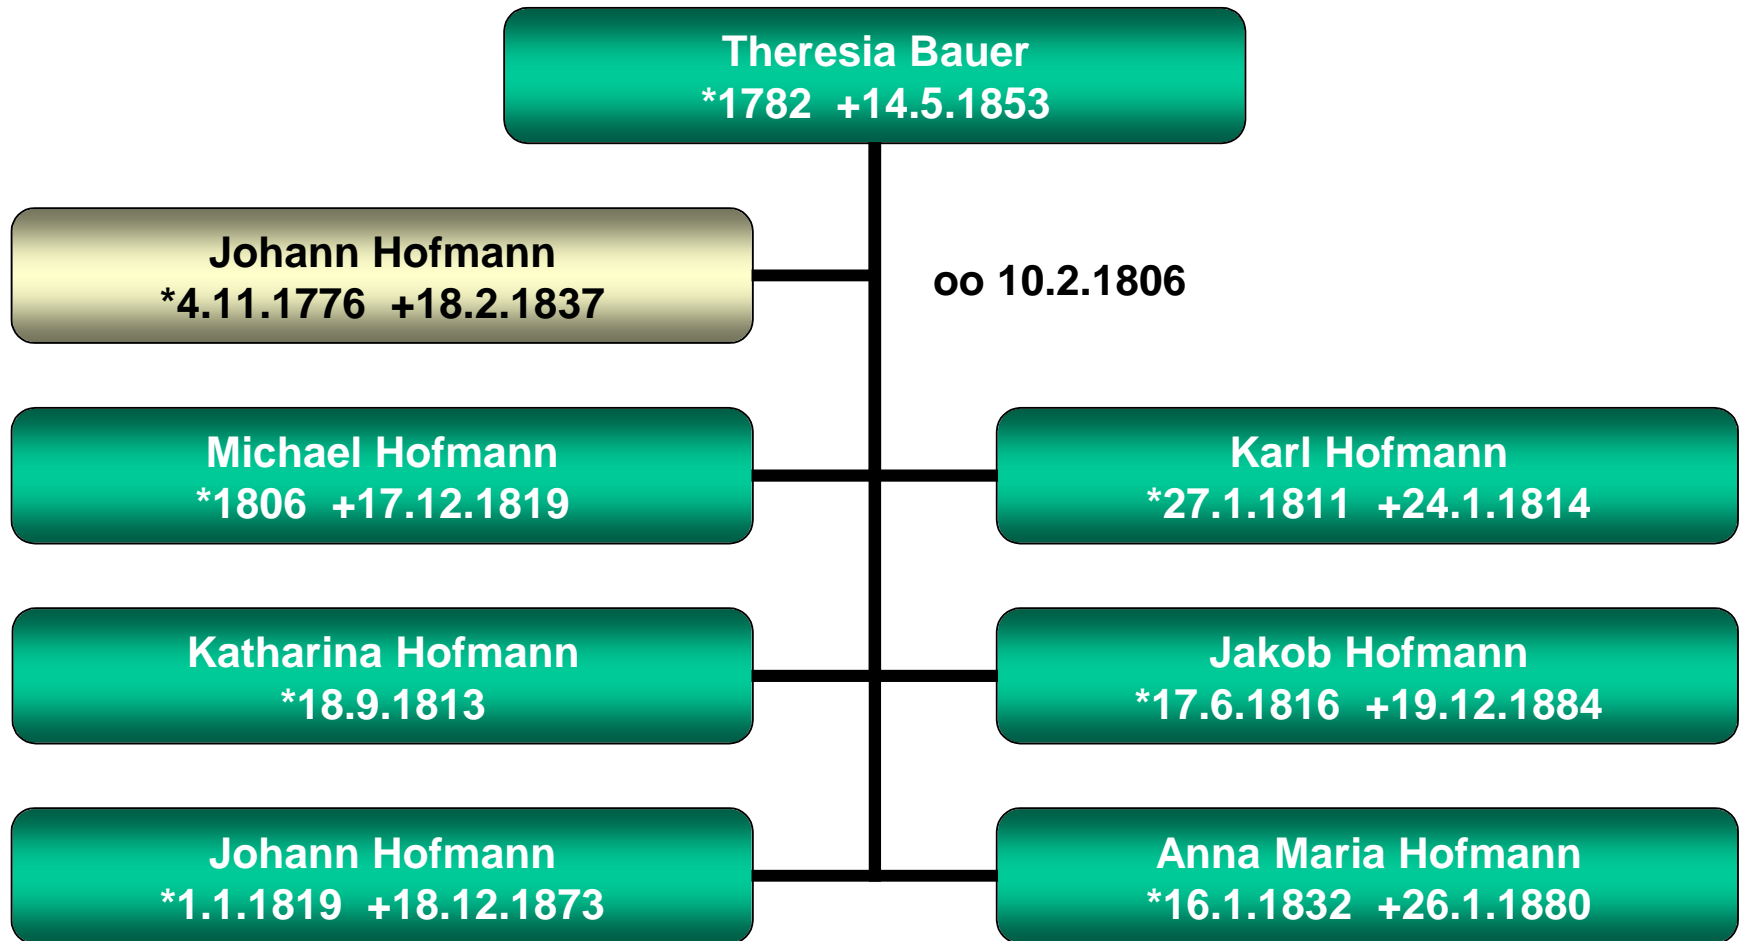 Theresia Bauer
*1782 +14.5.1853
Johann Hofmann
*4.11.1776 +18.2.1837
oo 10.2.1806
Michael Hofmann
*1806 +17.12.1819
Karl Hofmann
*27.1.1811 +24.1.1814
Katharina Hofmann
*18.9.1813
Jakob Hofmann
*17.6.1816 +19.12.1884
Johann Hofmann
*1.1.1819 +18.12.1873
Anna Maria Hofmann
*16.1.1832 +26.1.1880